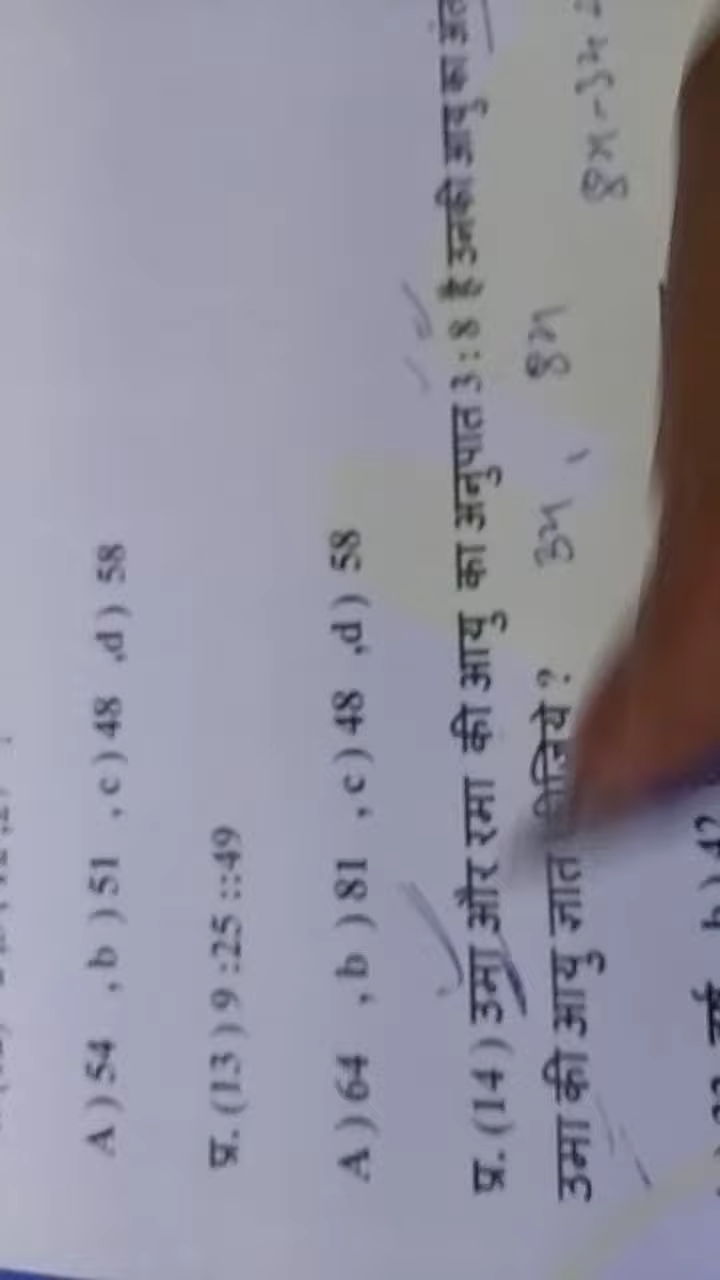 A ) 54 , b ) 51 , c ) 48 ,d ) 58
प्र. (13 ) 9 :25 ::49
A ) 64 , b ) 81 , c ) 48 ,d ) 58
प्र. (14 ) उमा और रमा की आयु का अनुपात 3 : 8 है उनकी आयु का
उमा की आयु ज्ञात ? 3x , 8x
8x-3x